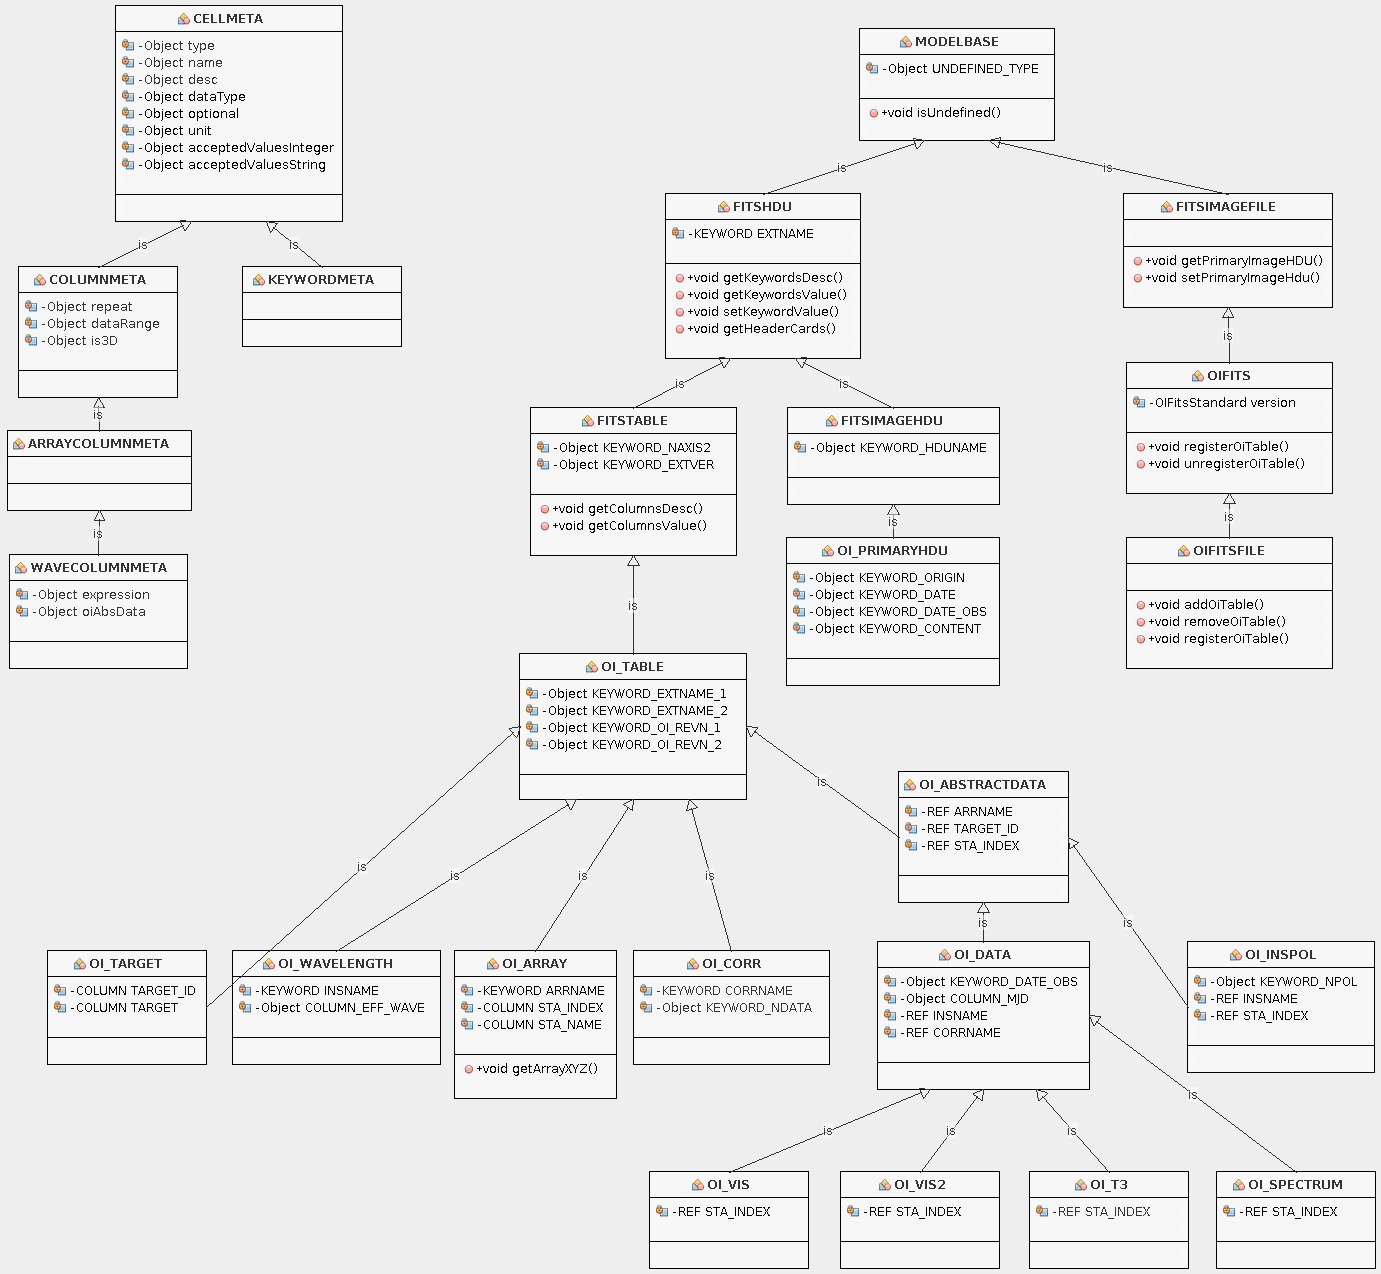 CELLMETA
-Object type
-Object name
-Object desc
-Object dataType
-Object optional
-Object unit
-Object acceptedValuesInteger
-Object acceptedValuesString
is
is
COLUMNMETA
-Object repeat
-Object dataRange
-Object is3D
KEYWORDMETA
is
ARRAYCOLUMNMETA
is
WAVECOLUMNMETA
-Object expression
-Object oiAbsData
MODELBASE
-Object UNDEFINED_TYPE
+void isUndefined()
is
is
FITSHDU
-KEYWORD EXTNAME
+void getKeywordsDesc()
+void getKeywordsValue()
+void setKeywordValue()
+void getHeaderCards()
FITSIMAGEFILE
+void getPrimaryImageHDU()
+void setPrimaryImageHdu()
is
OIFITS
-OIFitsStandard version
+void registerOiTable()
+void unregisterOiTable()
is
OIFITSFILE
+void addOiTable()
+void removeOiTable()
+void registerOiTable()
is
is
FITSTABLE
-Object KEYWORD_NAXIS2
-Object KEYWORD_EXTVER
+void getColumnsDesc()
+void getColumnsValue()
FITSIMAGEHDU
-Object KEYWORD_HDUNAME
is
OI_PRIMARYHDU
-Object KEYWORD_ORIGIN
-Object KEYWORD_DATE
-Object KEYWORD_DATE_OBS
-Object KEYWORD_CONTENT
is
OI_TABLE
-Object KEYWORD_EXTNAME_1
-Object KEYWORD_EXTNAME_2
-Object KEYWORD_OI_REVN_1
-Object KEYWORD_OI_REVN_2
is
is
is
is
is
OI_ABSTRACTDATA
-REF ARRNAME
-REF TARGET_ID
-REF STA_INDEX
is
is
OI_TARGET
-COLUMN TARGET_ID
-COLUMN TARGET
OI_WAVELENGTH
-KEYWORD INSNAME
-Object COLUMN_EFF_WAVE
OI_ARRAY
-KEYWORD ARRNAME
-COLUMN STA_INDEX
-COLUMN STA_NAME
+void getArrayXYZ()
OI_CORR
-KEYWORD CORRNAME
-Object KEYWORD_NDATA
OI_DATA
-Object KEYWORD_DATE_OBS
-Object COLUMN_MJD
-REF INSNAME
-REF CORRNAME
OI_INSPOL
-Object KEYWORD_NPOL
-REF INSNAME
-REF STA_INDEX
is
is
is
is
OI_VIS
-REF STA_INDEX
OI_VIS2
-REF STA_INDEX
OI_T3
-REF STA_INDEX
OI_SPECTRUM
-REF STA_INDEX